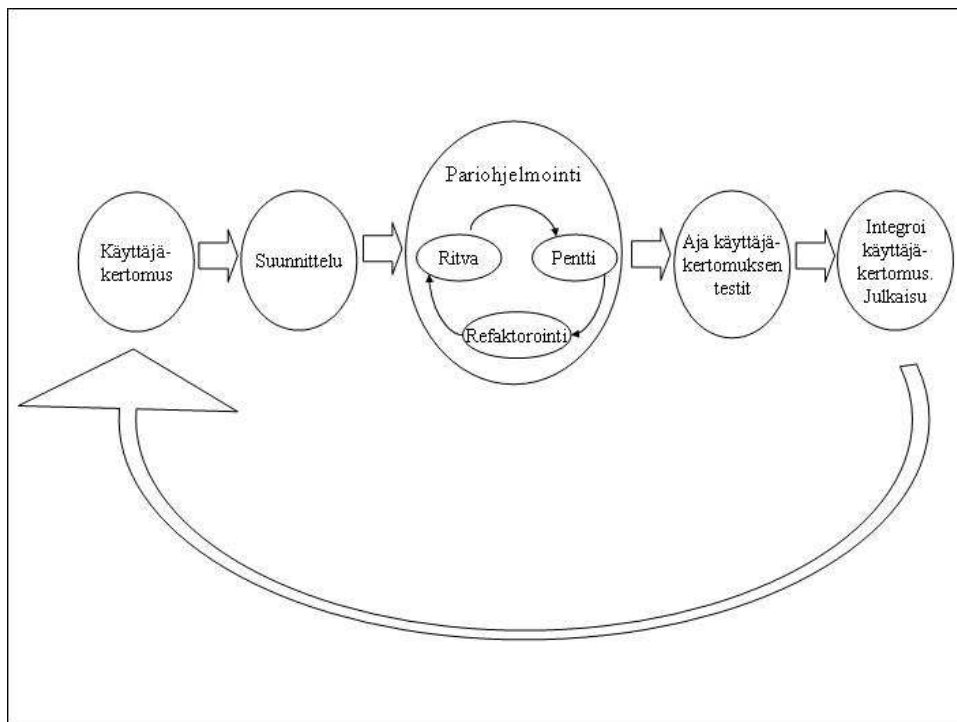 Käyttäjä-
kertomus
Suunnittelu
Pariohjelmointi
Ritva
Pentti
Refaktorointi
Aja käyttäjä-
kertomuksen
testit
Integroi
käyttäjä-
kertomus.
Julkaisu